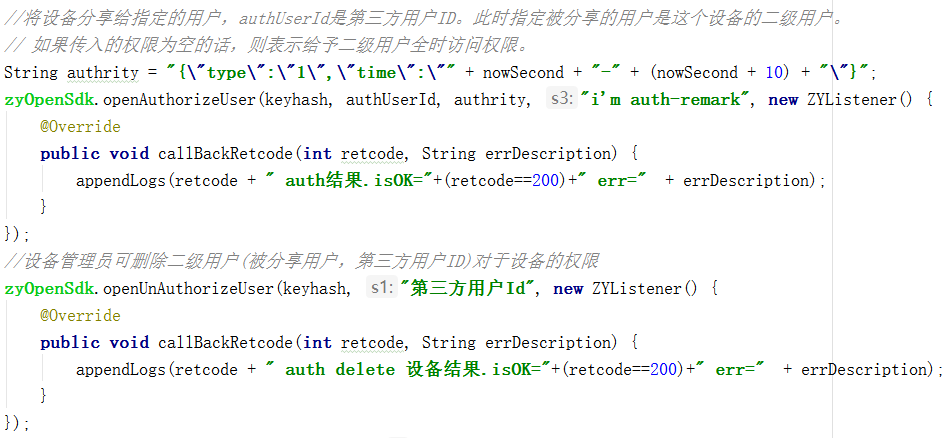 //将设备分享给指定的用户，authUserId是第三方用户ID。此时指定被分享的用户是这个设备的二级用户。
// 如果传入的权限为空的话，则表示给予二级用户全时访问权限。
String authrity = "{\"type\":\"1\",\"time\":\"" + nowSecond + "-" + (nowSecond + 10) + "\"}";
zyOpenSdk.openAuthorizeUser(keyhash, authUserId, authrity, s3: "i'm auth-remark", new ZYListener() {
@Override
public void callBackRetcode(int retcode, String errDescription) {
appendLogs(retcode + " auth结果.isOK="+(retcode==200)+" err=" + errDescription);
}
});
//设备管理员可删除二级用户(被分享用户，第三方用户ID)对于设备的权限
zyOpenSdk.openUnAuthorizeUser(keyhash, s1: "第三方用户Id", new ZYListener() {
@Override
public void callBackRetcode(int retcode, String errDescription) {
appendLogs(retcode + " auth delete 设备结果.isOK="+(retcode==200)+" err=" + errDescription);
}
});